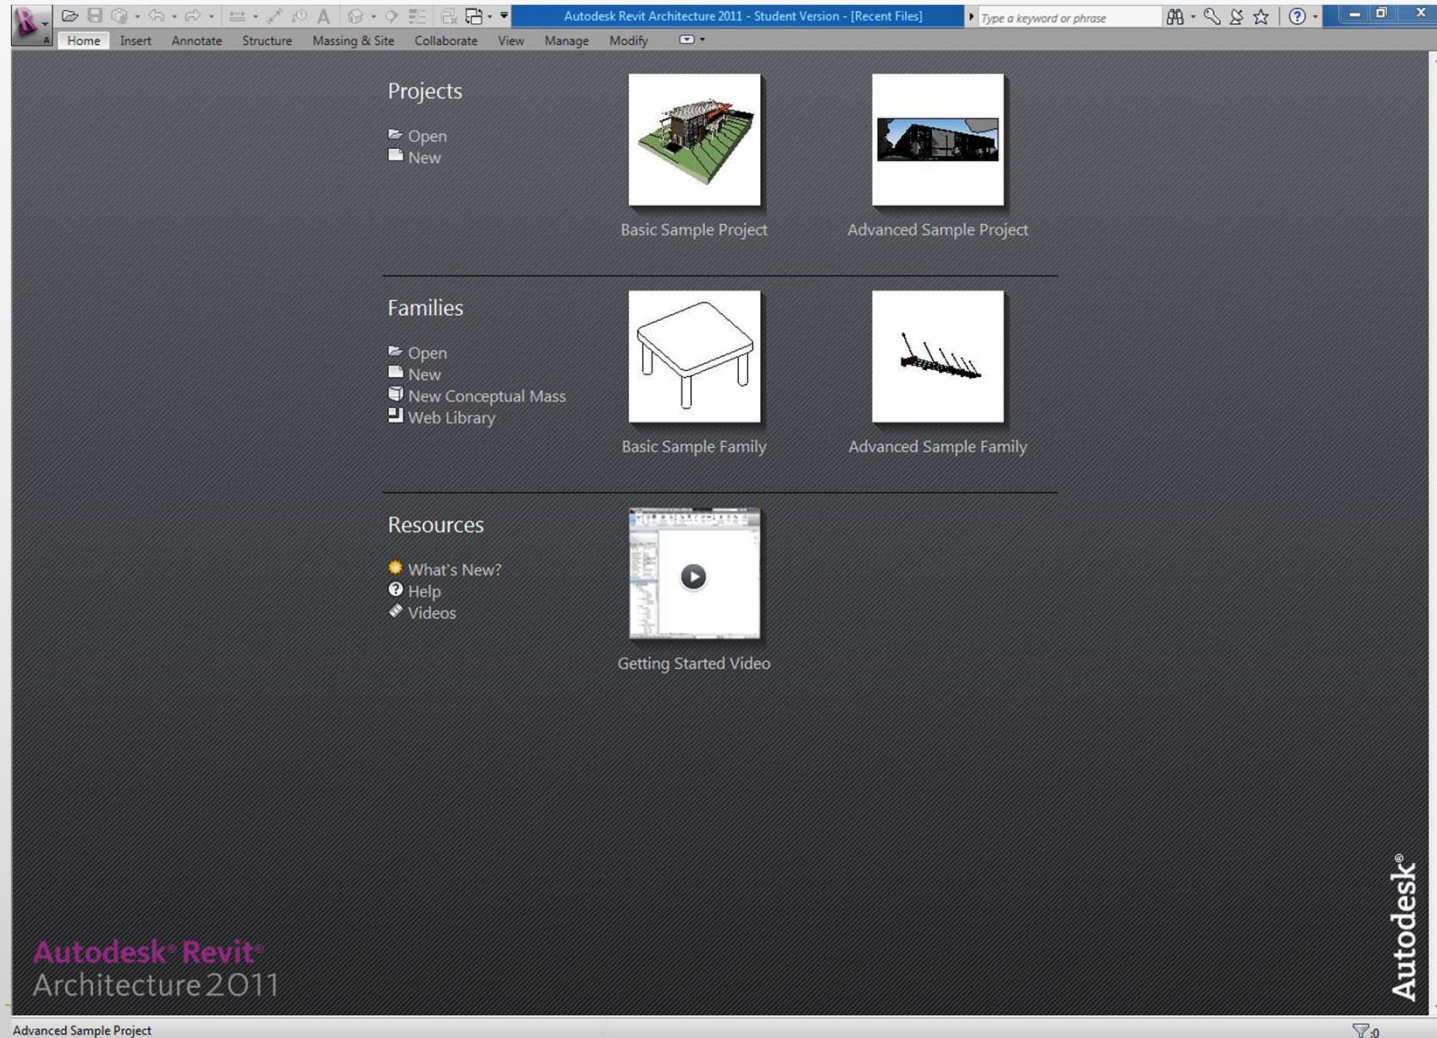 Autodesk Revit Architecture 2011 - Student Version - [Recent Files]
Type a keyword or phrase
Home Insert Annotate Structure Massing & Site Collaborate View Manage Modify
Projects
Open
New
Basic Sample Project
Advanced Sample Project
Families
Open
New
New Conceptual Mass
Web Library
Basic Sample Family
Advanced Sample Family
Resources
What's New?
Help
Videos
Getting Started Video
Autodesk® Revit®
Architecture 2011
Autodesk®
Advanced Sample Project
:0